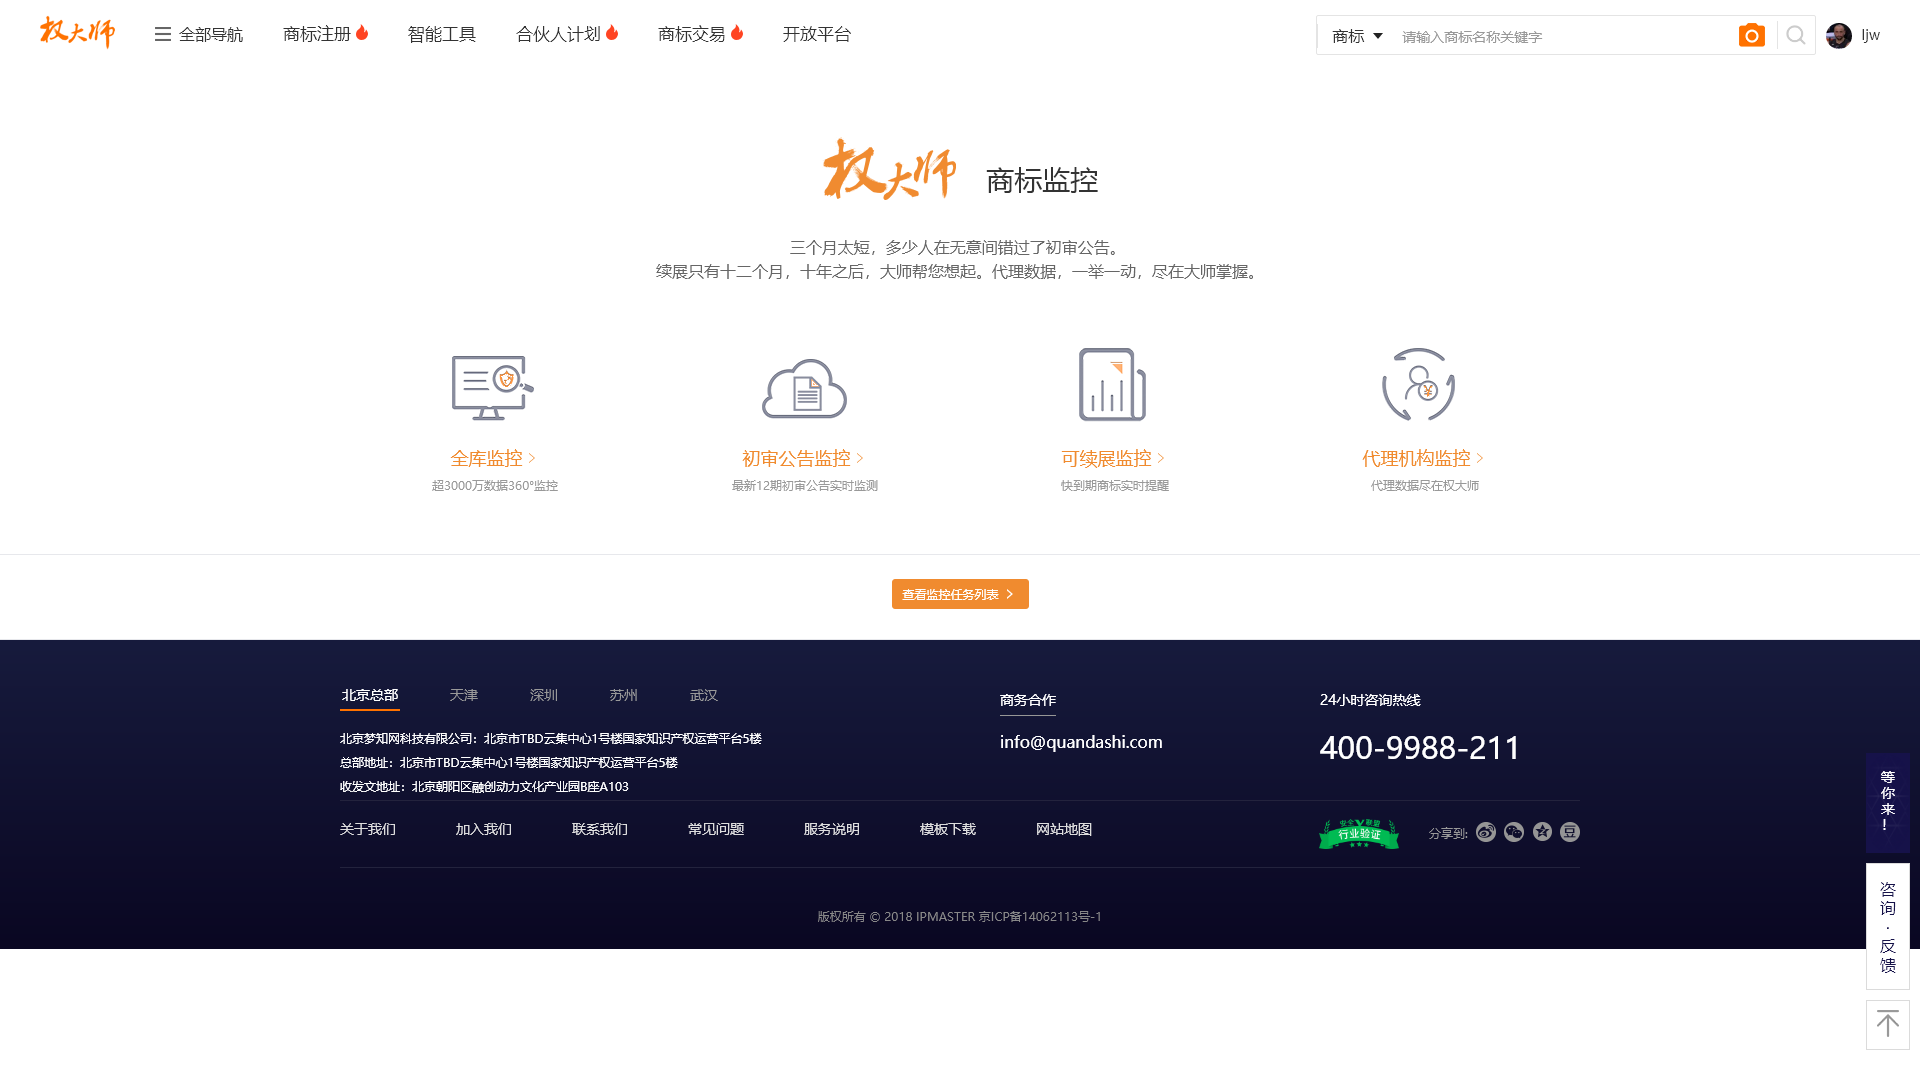 权大师 全部导航 商标注册 智能工具 合伙人计划 商标交易 开放平台 商标 请输入商标名称关键字 ljw
权大师 商标监控
三个月太短，多少人在无意间错过了初审公告。
续展只有十二个月，十年之后，大师帮您想起。代理数据，一举一动，尽在大师掌握。
全库监控 初审公告监控 可续展监控 代理机构监控
超3000万数据360°监控 最新12期初审公告实时监测 快到期商标实时提醒 代理数据尽在权大师
查看监控任务列表
北京总部 天津 深圳 苏州 武汉 商务合作 24小时咨询热线
北京梦知网科技有限公司：北京市TBD云集中心1号楼国家知识产权运营平台5楼 info@quandashi.com 400-9988-211
总部地址：北京市TBD云集中心1号楼国家知识产权运营平台5楼
收发文地址：北京朝阳区融创动力文化产业园B座A103
关于我们 加入我们 联系我们 常见问题 服务说明 模板下载 网站地图 安全V联盟
行业验证 分享到: 豆
版权所有 © 2018 IPMASTER 京ICP备14062113号-1
等你来！
咨询·反馈